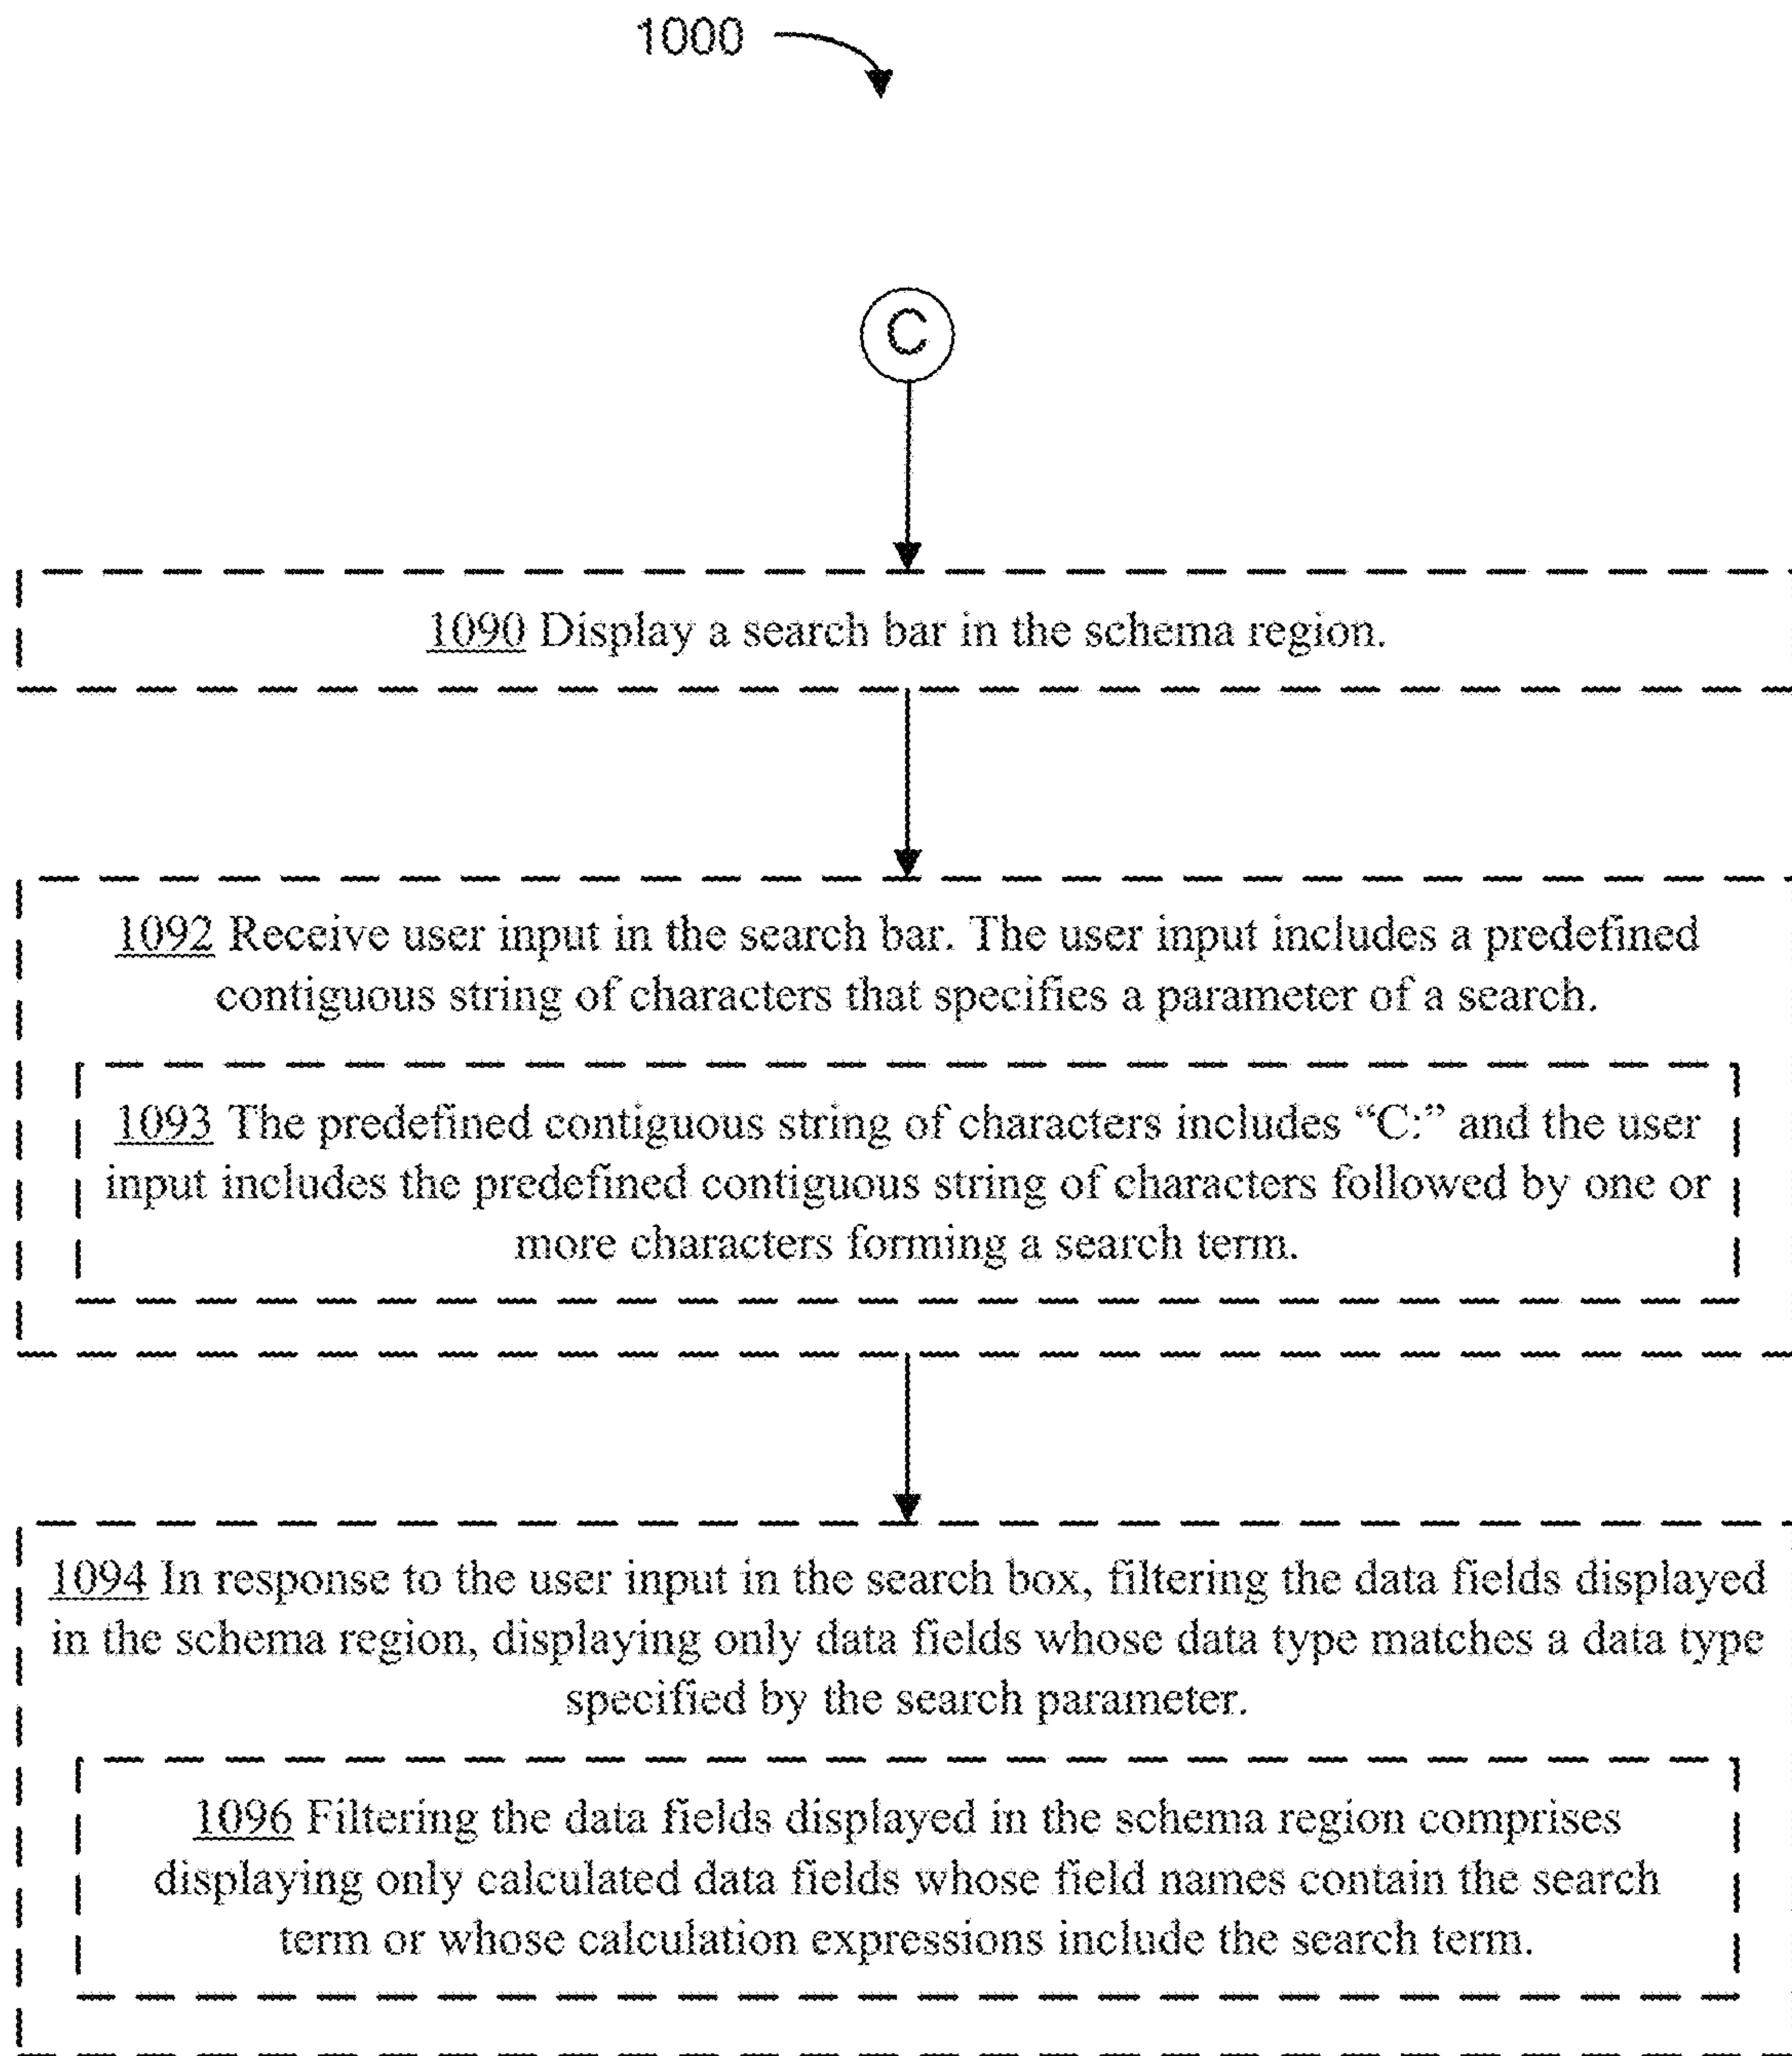 1000
C
1090 Display a search bar in the schema region.
1092 Receive user input in the search bar. The user input includes a predefined
contiguous string of characters that specifies a parameter of a search.
1093 The predefined contiguous string of characters includes “C:” and the user
input includes the predefined contiguous string of characters followed by one or
more characters forming a search term.
1094 In response to the user input in the search box, filtering the data fields displayed
in the schema region, displaying only data fields whose data type matches a data type
specified by the search parameter.
1096 Filtering the data fields displayed in the schema region comprises
displaying only calculated data fields whose field names contain the search
term or whose calculation expressions include the search term.